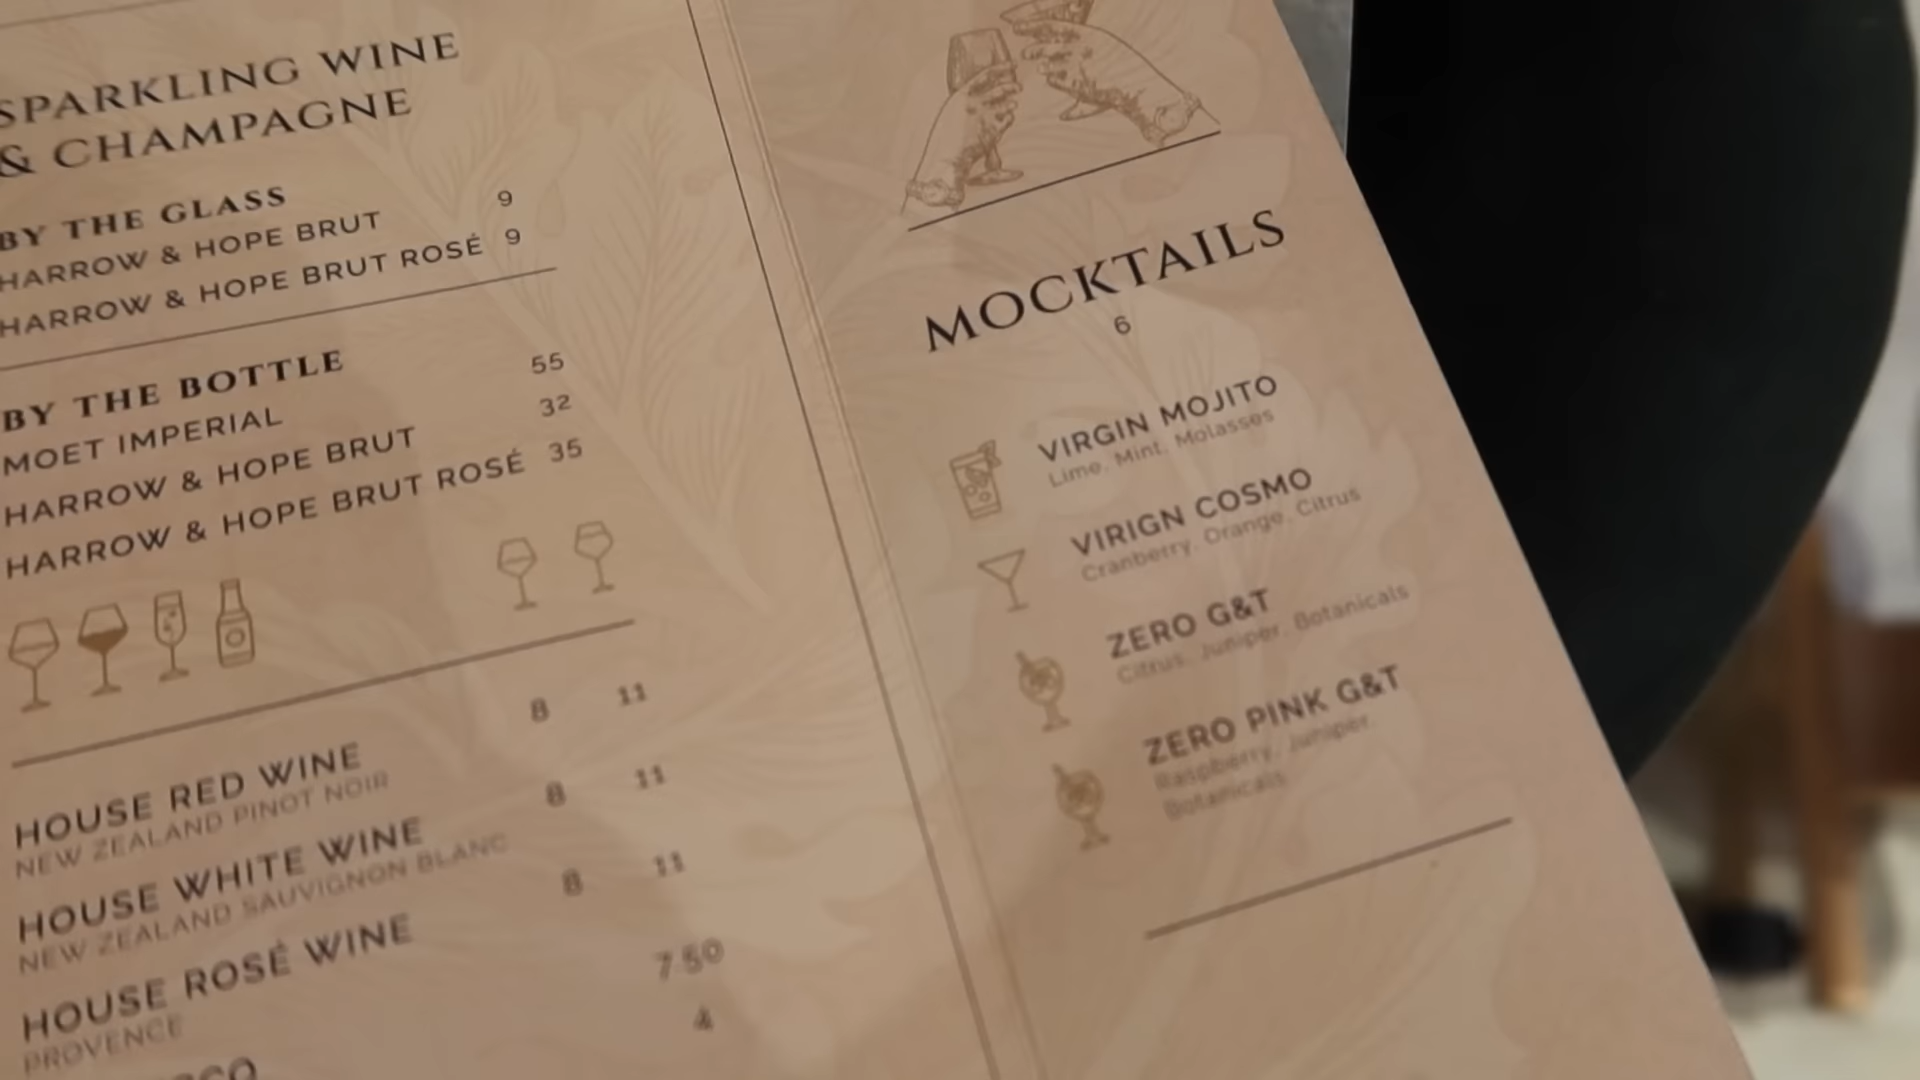 SPARKLING WINE
& CHAMPAGNE
BY THE GLASS
HARROW & HOPE BRUT 9
HARROW & HOPE BRUT ROSÉ 9
BY THE BOTTLE
MOET IMPERIAL 55
HARROW & HOPE BRUT 32
HARROW & HOPE BRUT ROSÉ 35
HOUSE RED WINE 8 11
NEW ZEALAND PINOT NOIR
HOUSE WHITE WINE 8 11
NEW ZEALAND SAUVIGNON BLANC
HOUSE ROSÉ WINE 8 11
PROVENCE
7.50
4
MOCKTAILS
6
VIRGIN MOJITO
Lime, Mint, Molasses
VIRIGN COSMO
Cranberry, Orange, Citrus
ZERO G&T
Citrus, Juniper, Botanicals
ZERO PINK G&T
Raspberry, Juniper,
Botanicals